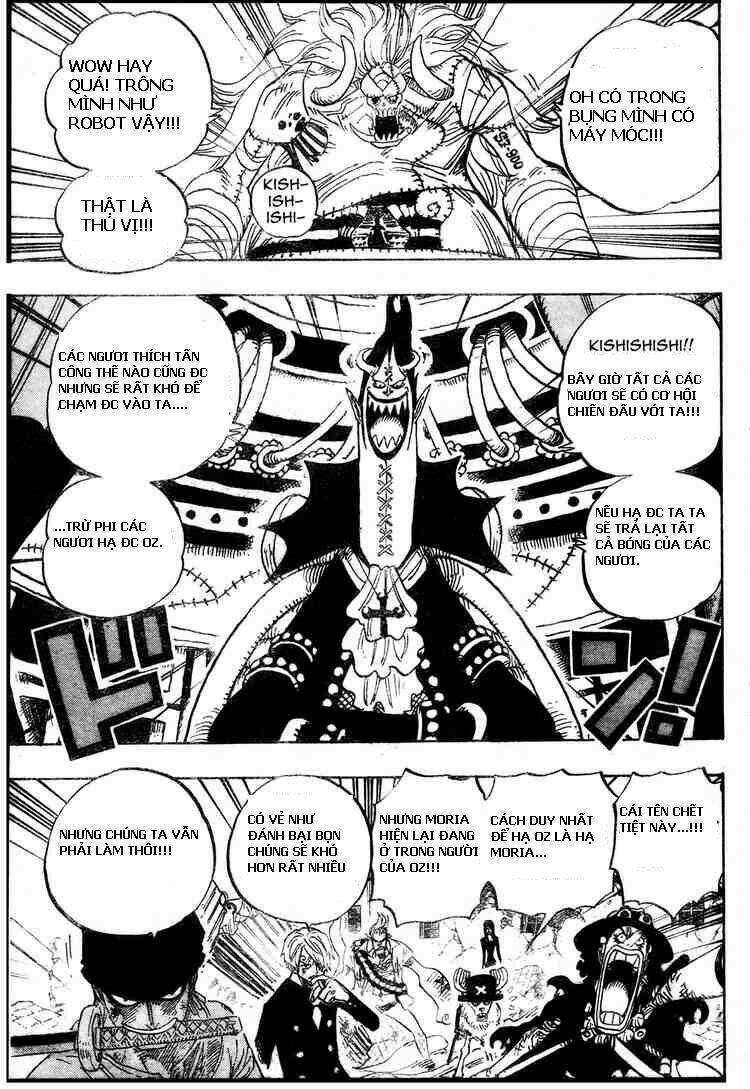 OH CÓ TRONG
BỤNG MÌNH CÓ
MÁY MÓC!!!
WOW HAY
QUÁ! TRÔNG
MÌNH NHƯ
ROBOT VẬY!!!
THẬT LÀ
THÚ VỊ!!!
KISH-
ISH-
ISHI-
SZ-900
KISHISHISHI!!
BÂY GIỜ TẤT CẢ CÁC
NGƯƠI SẼ CÓ CƠ HỘI
CHIẾN ĐẤU VỚI TA!!!
NẾU HẠ ĐC TA TA
SẼ TRẢ LẠI TẤT
CẢ BÓNG CỦA CÁC
NGƯƠI.
CÁC NGƯƠI THÍCH TẤN
CÔNG THẾ NÀO CŨNG ĐC
NHƯNG SẼ RẤT KHÓ ĐỂ
CHẠM ĐC VÀO TA....
...TRỪ PHI CÁC
NGƯƠI HẠ ĐC OZ.
ドン!
CÁI TÊN CHẾT
TIỆT NÀY...!!!
CÁCH DUY NHẤT
ĐỂ HẠ OZ LÀ HẠ
MORIA...
NHƯNG MORIA
HIỆN LẠI ĐANG
Ở TRONG NGƯỜI
CỦA OZ!!!
CÓ VẺ NHƯ
ĐÁNH BẠI BỌN
CHÚNG SẼ KHÓ
HƠN RẤT NHIỀU
NHƯNG CHÚNG TA VẪN
PHẢI LÀM THÔI!!!